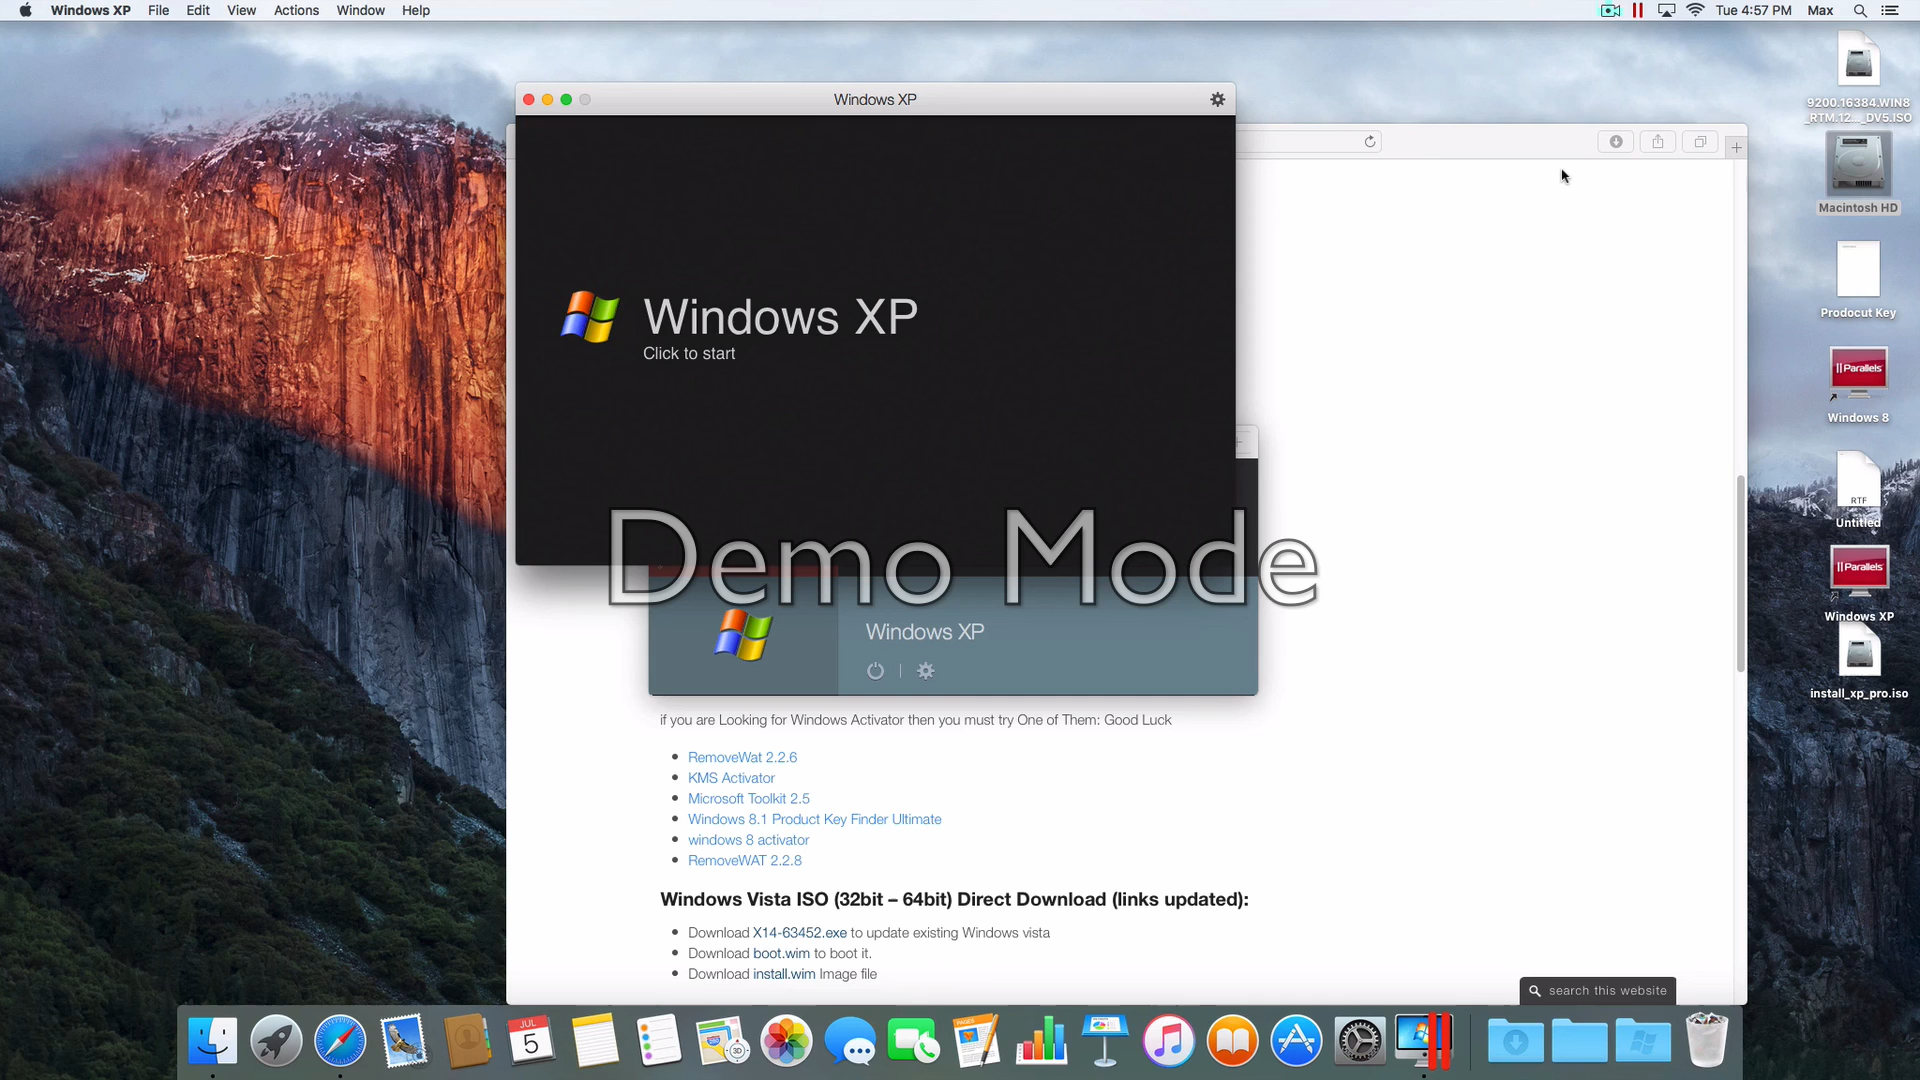 Windows XP File Edit View Actions Window Help
Tue 4:57 PM Max
9200.16384.WIN8
_RTM.12..._DV5.ISO
Macintosh HD
Prodocut Key
Parallels
Windows 8
RTF
Untitled
Parallels
Windows XP
install_xp_pro.iso
Windows XP
Windows XP
Click to start
Demo Mode
Windows XP
if you are Looking for Windows Activator then you must try One of Them: Good Luck
RemoveWat 2.2.6
KMS Activator
Microsoft Toolkit 2.5
Windows 8.1 Product Key Finder Ultimate
windows 8 activator
RemoveWAT 2.2.8
Windows Vista ISO (32bit – 64bit) Direct Download (links updated):
Download X14-63452.exe to update existing Windows vista
Download boot.wim to boot it.
Download install.wim Image file
search this website
JUL
5
3D
PAGES